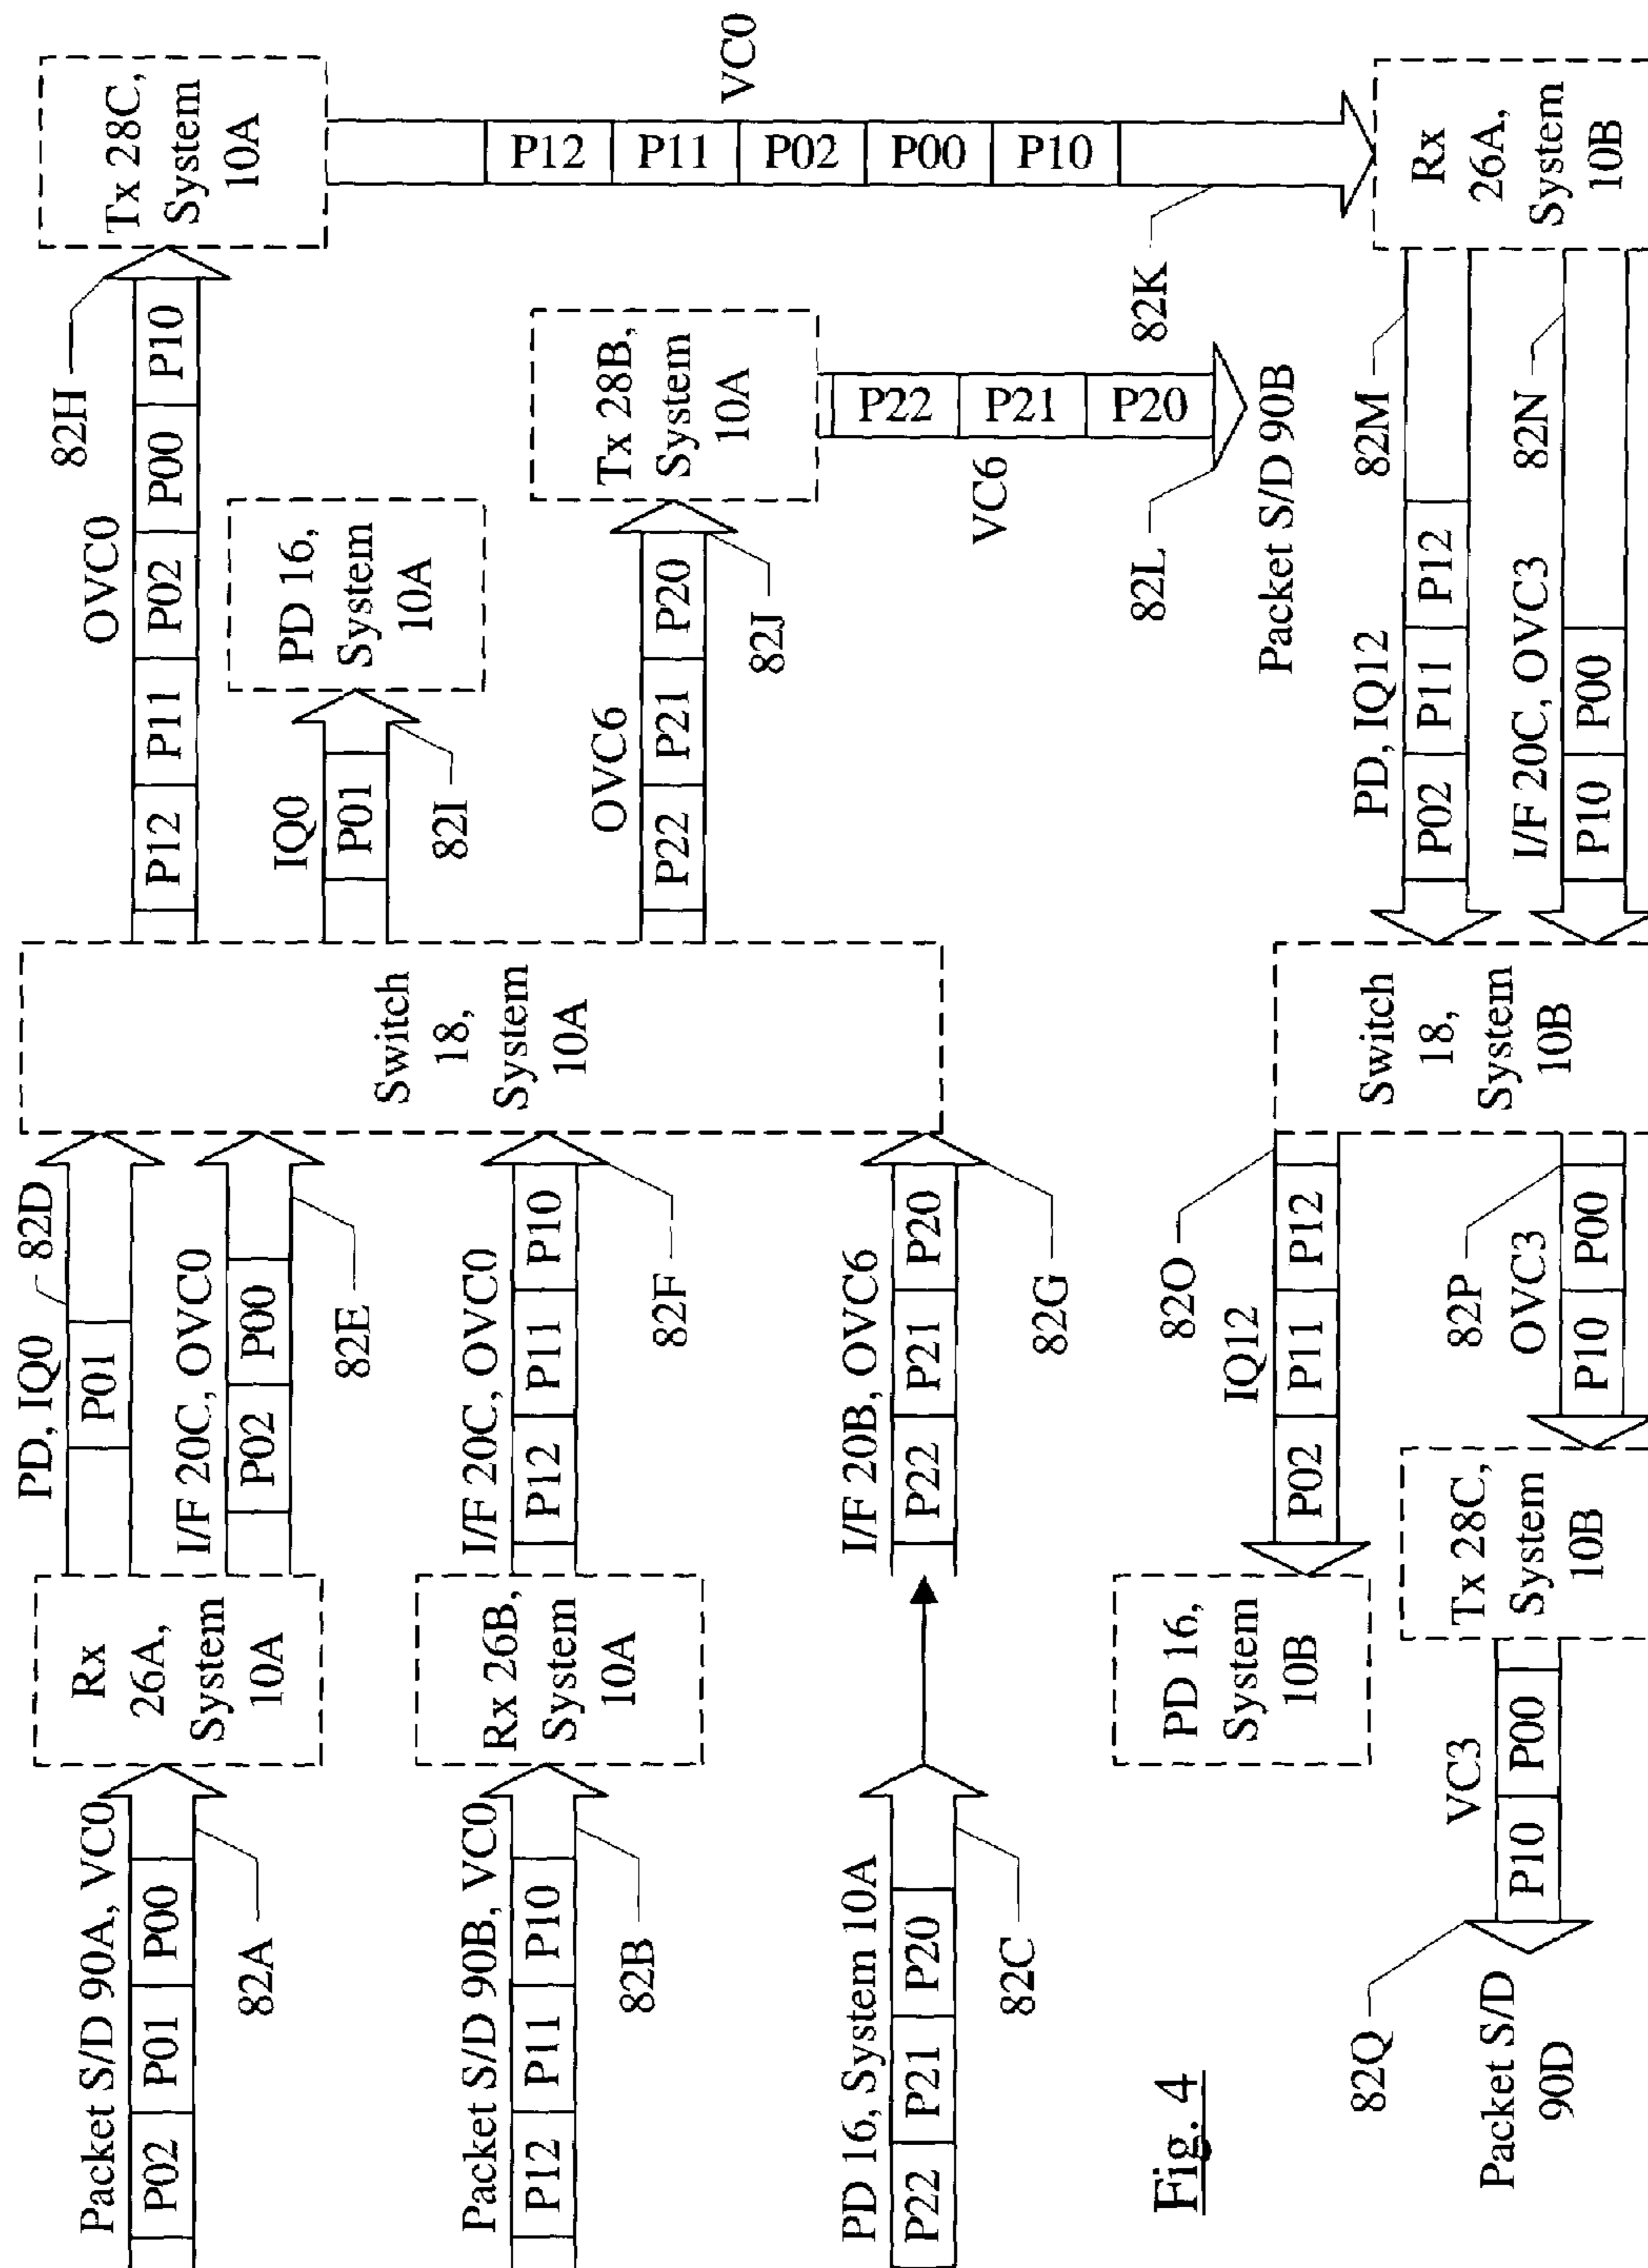 Packet S/D 90A, VC0
P02 P01 P00
82A
Rx
26A,
System
10A
PD, IQ0
82D
P01
I/F 20C, OVC0
P02 P00
82E
Packet S/D 90B, VC0
P12 P11 P10
82B
Rx 26B,
System
10A
I/F 20C, OVC0
P12 P11 P10
82F
PD 16, System 10A
P22 P21 P20
82C
I/F 20B, OVC6
P22 P21 P20
82G
Switch
18,
System
10A
OVC0
P12 P11 P02 P00 P10
82H
Tx 28C,
System
10A
IQ0
P01
82I
PD 16,
System
10A
OVC6
P22 P21 P20
82J
Tx 28B,
System
10A
P22 P21 P20
VC6
82L
Packet S/D 90B
VC0
P12 P11 P02 P00 P10
82K
Rx
26A,
System
10B
PD, IQ12
82M
P02 P11 P12
I/F 20C, OVC3
82N
P10 P00
Switch
18,
System
10B
82O
IQ12
P02 P11 P12
PD 16,
System
10B
82P
OVC3
P10 P00
Tx 28C,
System
10B
VC3
P10 P00
82Q
Packet S/D
90D
Fig. 4